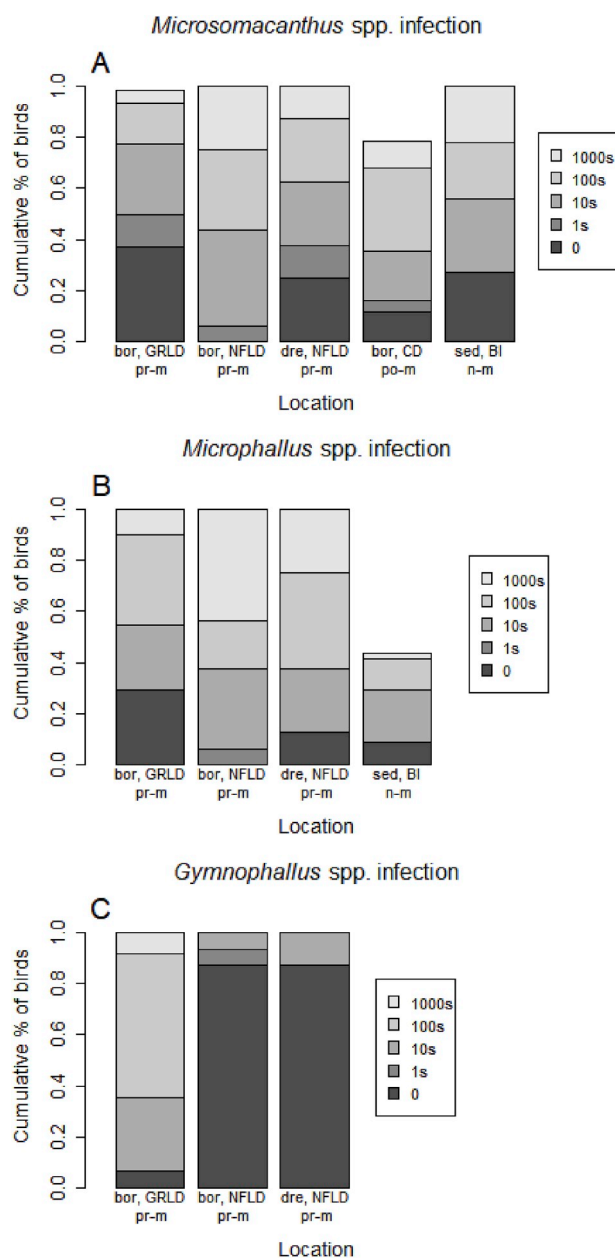 Microsomacanthus spp. infection
A
Cumulative % of birds
1.0
0.8
0.6
0.4
0.2
0.0
1000s
100s
10s
1s
0
bor, GRLD bor, NFLD dre, NFLD bor, CD sed, BI
pr-m pr-m pr-m po-m n-m
Location
Microphallus spp. infection
B
Cumulative % of birds
1.0
0.8
0.6
0.4
0.2
0.0
1000s
100s
10s
1s
0
bor, GRLD bor, NFLD dre, NFLD sed, BI
pr-m pr-m pr-m n-m
Location
Gymnophallus spp. infection
C
Cumulative % of birds
1.0
0.8
0.6
0.4
0.2
0.0
1000s
100s
10s
1s
0
bor, GRLD bor, NFLD dre, NFLD
pr-m pr-m pr-m
Location